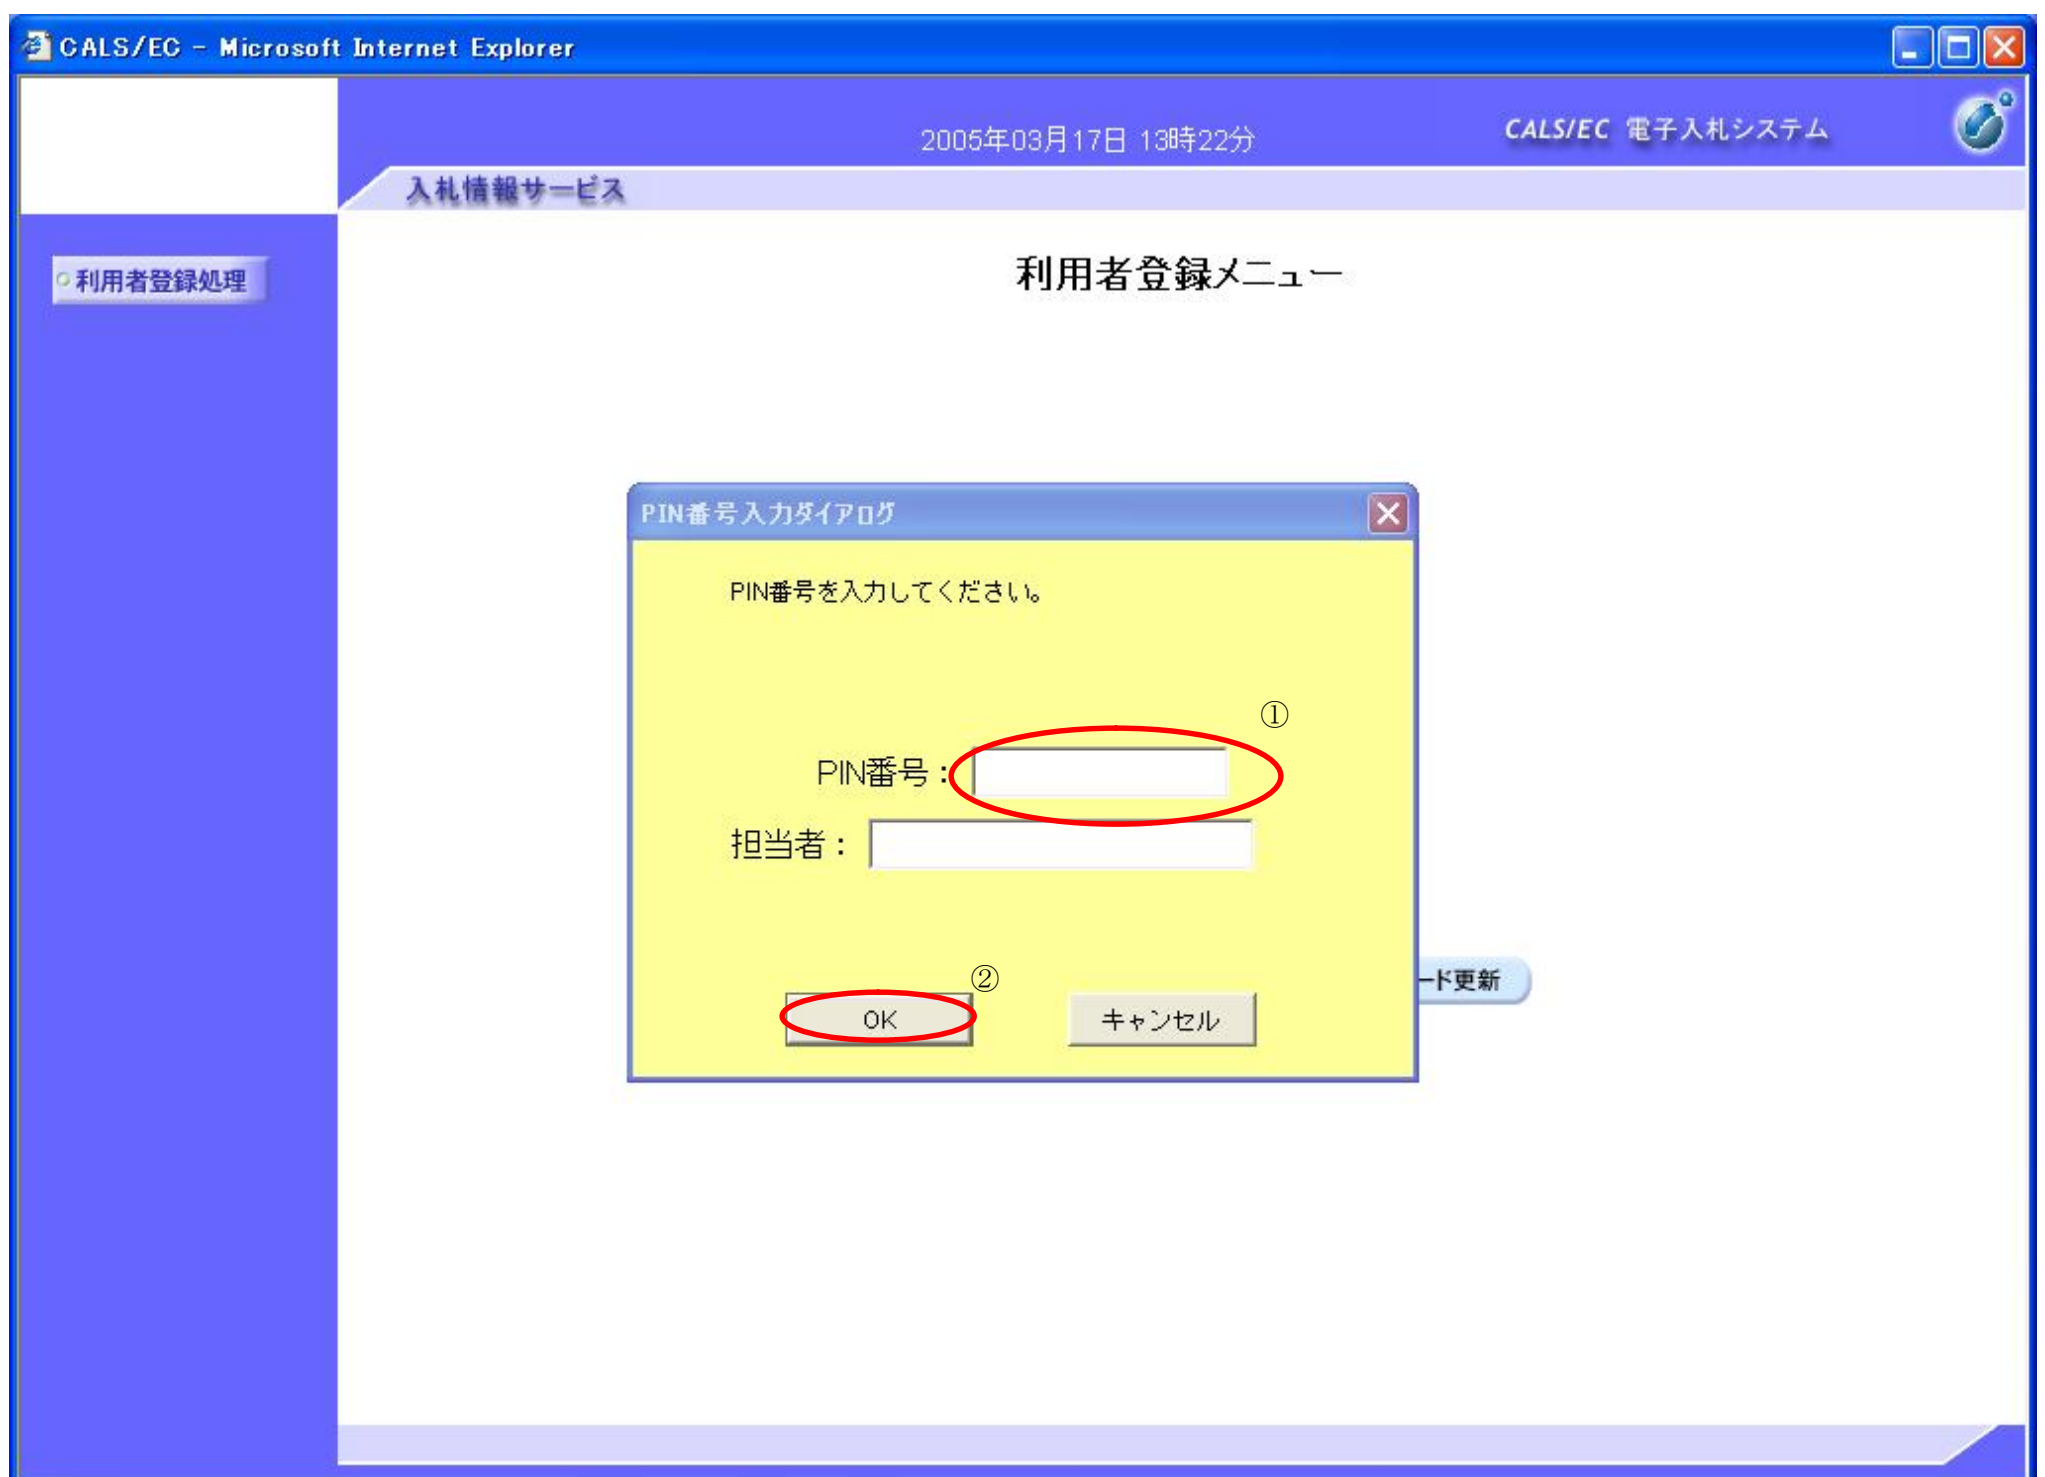 CALS/EC - Microsoft Internet Explorer
2005年03月17日 13時22分
CALS/EC 電子入札システム
入札情報サービス
利用者登録処理
利用者登録メニュー
PIN番号入力ダイアログ
PIN番号を入力してください。
①
PIN番号：
担当者：
②
ード更新
OK
キャンセル